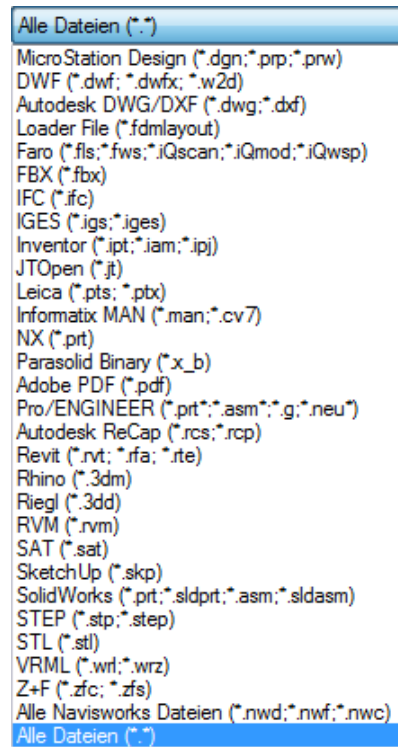 Alle Dateien (*.*)
MicroStation Design (*.dgn;*.prp;*.prw)
DWF (*.dwf; *.dwfx; *.w2d)
Autodesk DWG/DXF (*.dwg;*.dxf)
Loader File (*.fdmlayout)
Faro (*.fls;*.fws;*.iQscan;*.iQmod;*.iQwsp)
FBX (*.fbx)
IFC (*.ifc)
IGES (*.igs;*.iges)
Inventor (*.ipt;*.iam;*.ipj)
JTOpen (*.jt)
Leica (*.pts; *.ptx)
Informatix MAN (*.man;*.cv7)
NX (*.prt)
Parasolid Binary (*.x_b)
Adobe PDF (*.pdf)
Pro/ENGINEER (*.prt*;*.asm*;*.g;*.neu*)
Autodesk ReCap (*.rcs;*.rcp)
Revit (*.rvt; *.rfa; *.rte)
Rhino (*.3dm)
Riegl (*.3dd)
RVM (*.rvm)
SAT (*.sat)
SketchUp (*.skp)
SolidWorks (*.prt;*.sldprt;*.asm;*.sldasm)
STEP (*.stp;*.step)
STL (*.stl)
VRML (*.wrl;*.wrz)
Z+F (*.zfc; *.zfs)
Alle Navisworks Dateien (*.nwd;*.nwf;*.nwc)
Alle Dateien (*.*)